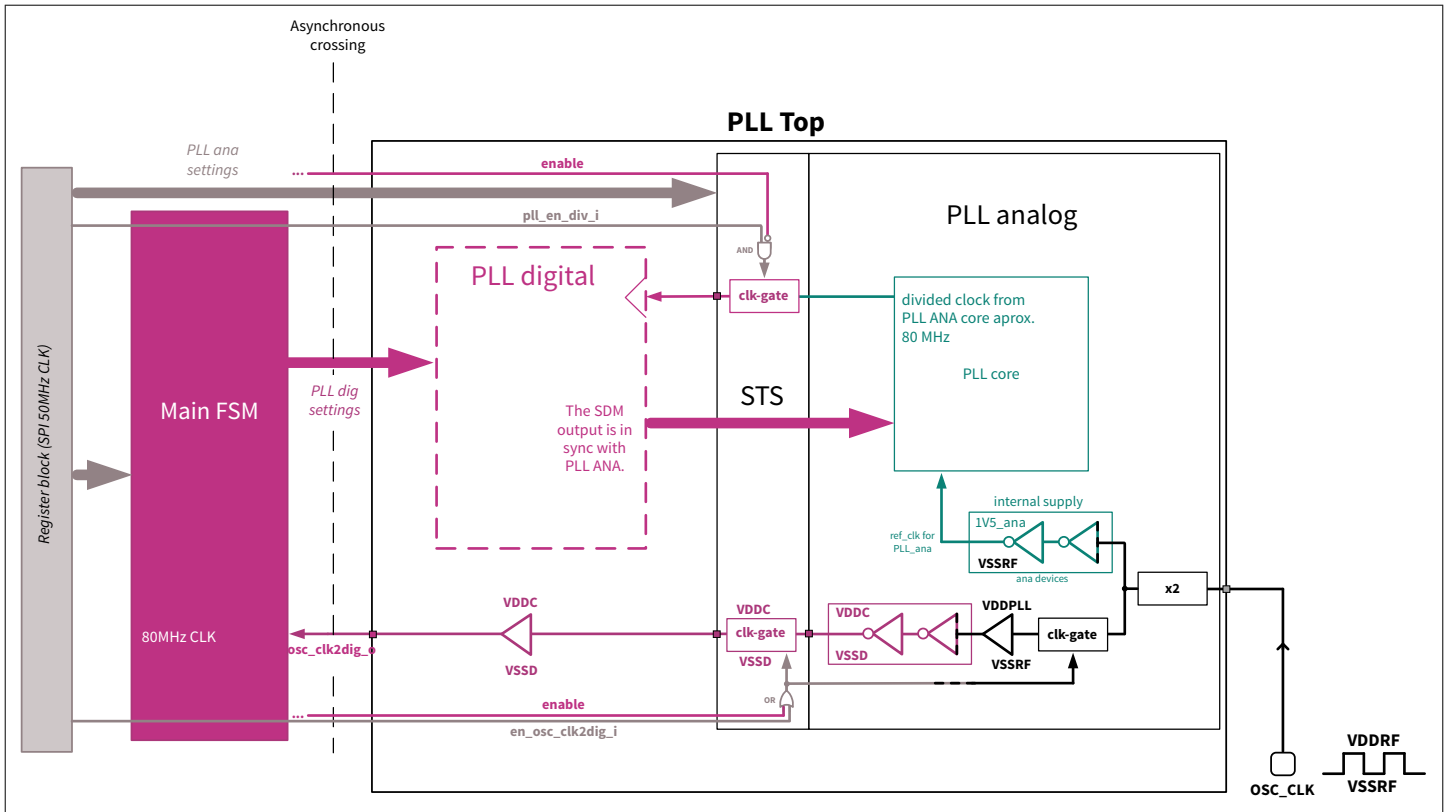 Asynchronous
crossing
PLL Top
PLL ana
settings
enable
...
pll_en_div_i
AND
PLL analog
PLL digital
clk-gate
divided clock from
PLL ANA core aprox.
80 MHz
PLL core
Register block (SPI 50MHz CLK)
Main FSM
PLL dig
settings
STS
The SDM
output is in
sync with
PLL ANA.
internal supply
1V5_ana
ref_clk for
PLL_ana
VSSRF
ana devices
x2
80MHz CLK
osc_clk2dig_o
VDDC
VSSD
VDDC
clk-gate
VSSD
VDDC
VSSD
VDDPLL
VSSRF
clk-gate
OR
...
enable
en_osc_clk2dig_i
OSC_CLK
VDDRF
VSSRF